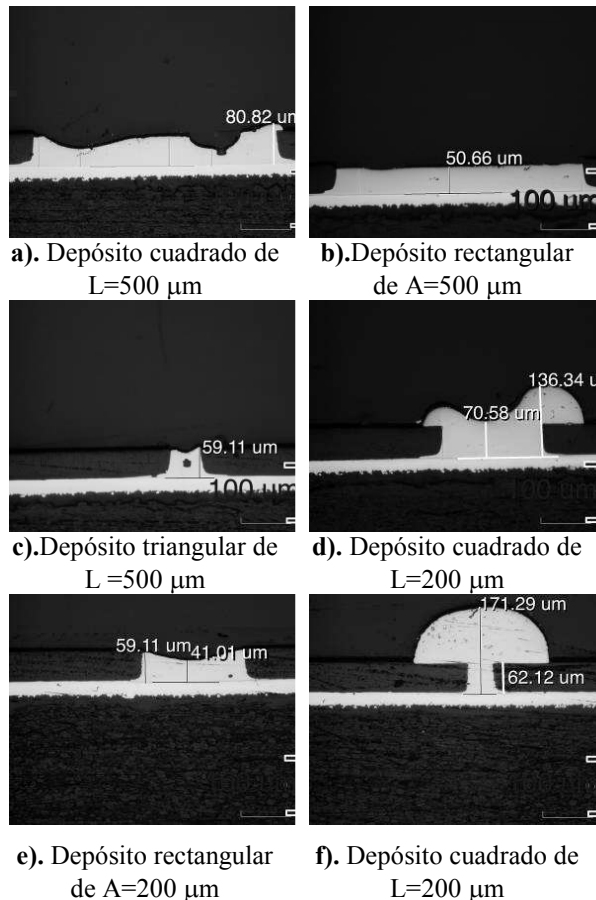 80.82 um
50.66 um
100 um
a). Depósito cuadrado de
L=500 μm
b).Depósito rectangular
de A=500 μm
59.11 um
100 um
136.34 u
70.58 um
c).Depósito triangular de
L =500 μm
d). Depósito cuadrado de
L=200 μm
59.11 um
41.01 um
171.29 um
62.12 um
e). Depósito rectangular
de A=200 μm
f). Depósito cuadrado de
L=200 μm